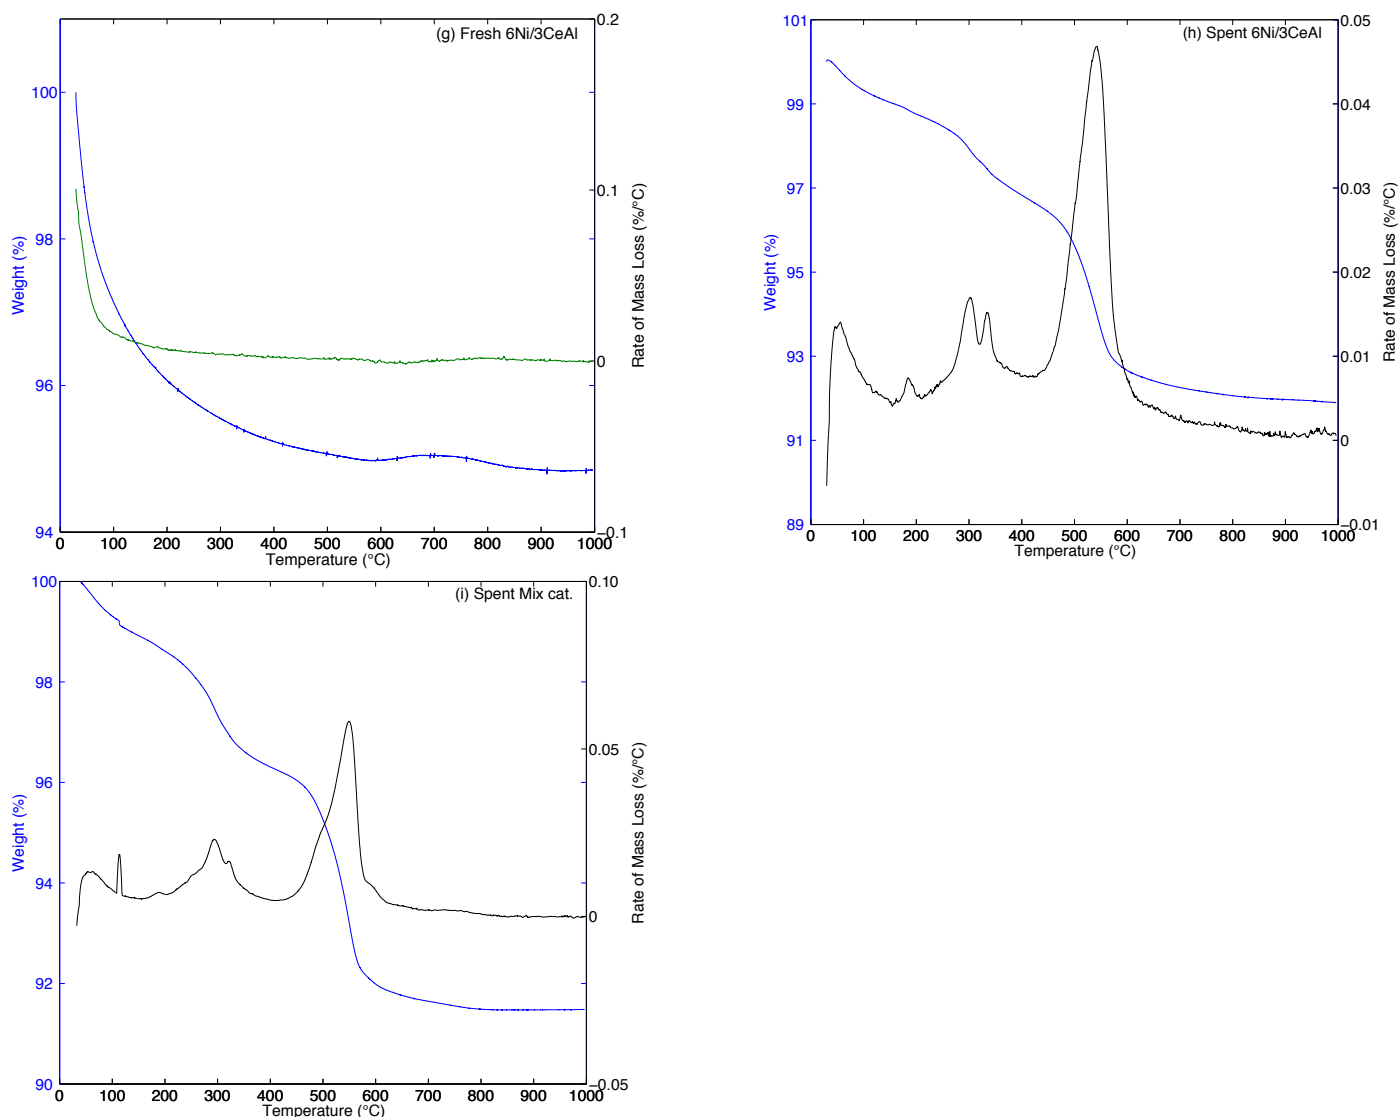 (g) Fresh 6Ni/3CeAl
100
98
96
94
Weight (%)
0.2
0.1
0
−0.1
Rate of Mass Loss (%/°C)
0 100 200 300 400 500 600 700 800 900 1000
Temperature (°C)
(h) Spent 6Ni/3CeAl
101
99
97
95
93
91
89
Weight (%)
0.05
0.04
0.03
0.02
0.01
0
−0.01
Rate of Mass Loss (%/°C)
0 100 200 300 400 500 600 700 800 900 1000
Temperature (°C)
(i) Spent Mix cat.
100
98
96
94
92
90
Weight (%)
0.10
0.05
0
−0.05
Rate of Mass Loss (%/°C)
0 100 200 300 400 500 600 700 800 900 1000
Temperature (°C)